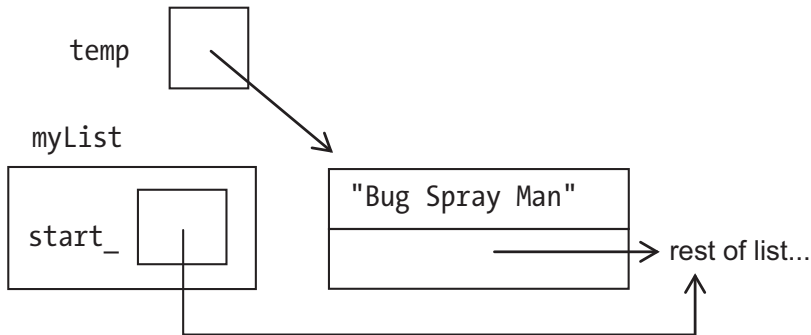 temp
myList
"Bug Spray Man"
start_
rest of list...